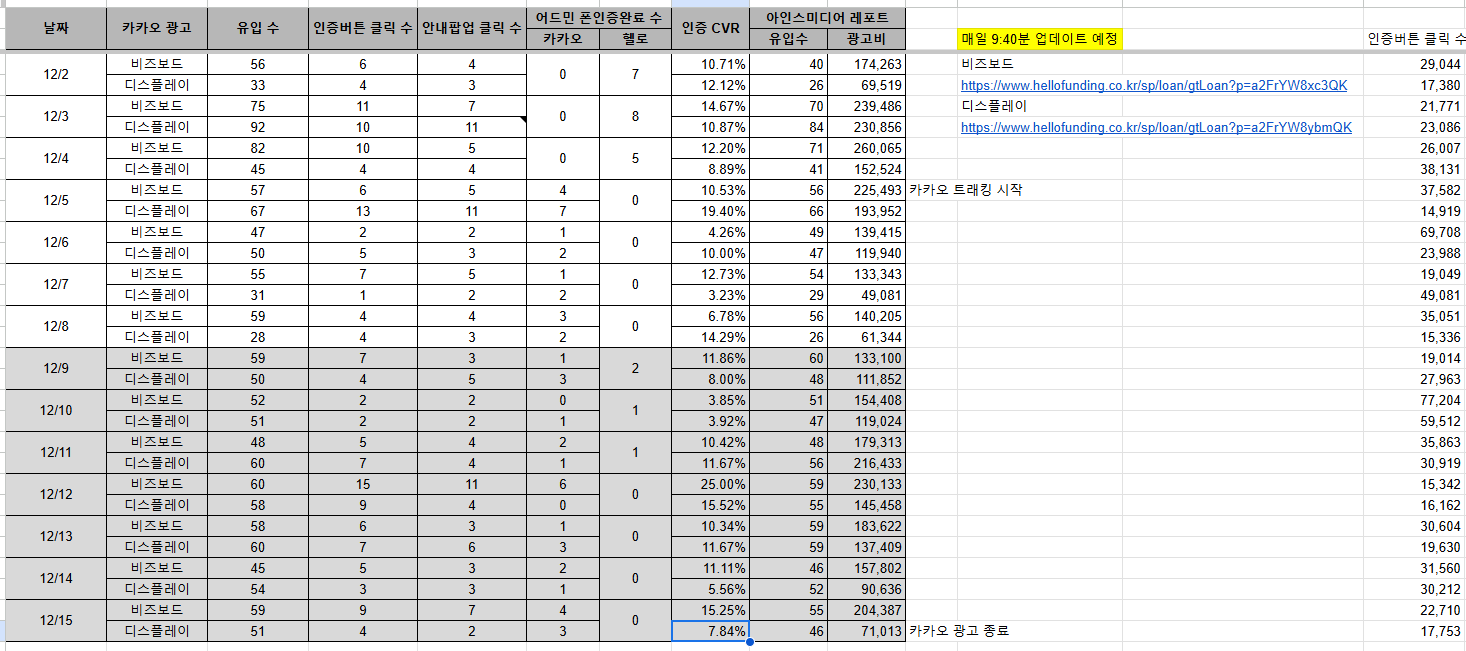 날짜 카카오 광고 유입 수 인증버튼 클릭 수 안내팝업 클릭 수 어드민 폰인증완료 수 인증 CVR 아인스미디어 레포트
카카오 헬로 유입수 광고비 매일 9:40분 업데이트 예정 인증버튼 클릭 수
12/2 비즈보드 56 6 4 0 7 10.71% 40 174,263 비즈보드 29,044
디스플레이 33 4 3 12.12% 26 69,519 https://www.hellofunding.co.kr/sp/loan/gtLoan?p=a2FrYW8xc3QK 17,380
12/3 비즈보드 75 11 7 0 8 14.67% 70 239,486 디스플레이 21,771
디스플레이 92 10 11 10.87% 84 230,856 https://www.hellofunding.co.kr/sp/loan/gtLoan?p=a2FrYW8ybmQK 23,086
12/4 비즈보드 82 10 5 0 5 12.20% 71 260,065 26,007
디스플레이 45 4 4 8.89% 41 152,524 38,131
12/5 비즈보드 57 6 5 4 0 10.53% 56 225,493 카카오 트래킹 시작 37,582
디스플레이 67 13 11 7 19.40% 66 193,952 14,919
12/6 비즈보드 47 2 2 1 0 4.26% 49 139,415 69,708
디스플레이 50 5 3 2 10.00% 47 119,940 23,988
12/7 비즈보드 55 7 5 1 0 12.73% 54 133,343 19,049
디스플레이 31 1 2 2 3.23% 29 49,081 49,081
12/8 비즈보드 59 4 4 3 0 6.78% 56 140,205 35,051
디스플레이 28 4 3 2 14.29% 26 61,344 15,336
12/9 비즈보드 59 7 3 1 2 11.86% 60 133,100 19,014
디스플레이 50 4 5 3 8.00% 48 111,852 27,963
12/10 비즈보드 52 2 2 0 1 3.85% 51 154,408 77,204
디스플레이 51 2 2 1 3.92% 47 119,024 59,512
12/11 비즈보드 48 5 4 2 1 10.42% 48 179,313 35,863
디스플레이 60 7 4 1 11.67% 56 216,433 30,919
12/12 비즈보드 60 15 11 6 0 25.00% 59 230,133 15,342
디스플레이 58 9 4 0 15.52% 55 145,458 16,162
12/13 비즈보드 58 6 3 1 0 10.34% 59 183,622 30,604
디스플레이 60 7 6 3 11.67% 59 137,409 19,630
12/14 비즈보드 45 5 3 2 0 11.11% 46 157,802 31,560
디스플레이 54 3 3 1 5.56% 52 90,636 30,212
12/15 비즈보드 59 9 7 4 0 15.25% 55 204,387 22,710
디스플레이 51 4 2 3 7.84% 46 71,013 카카오 광고 종료 17,753